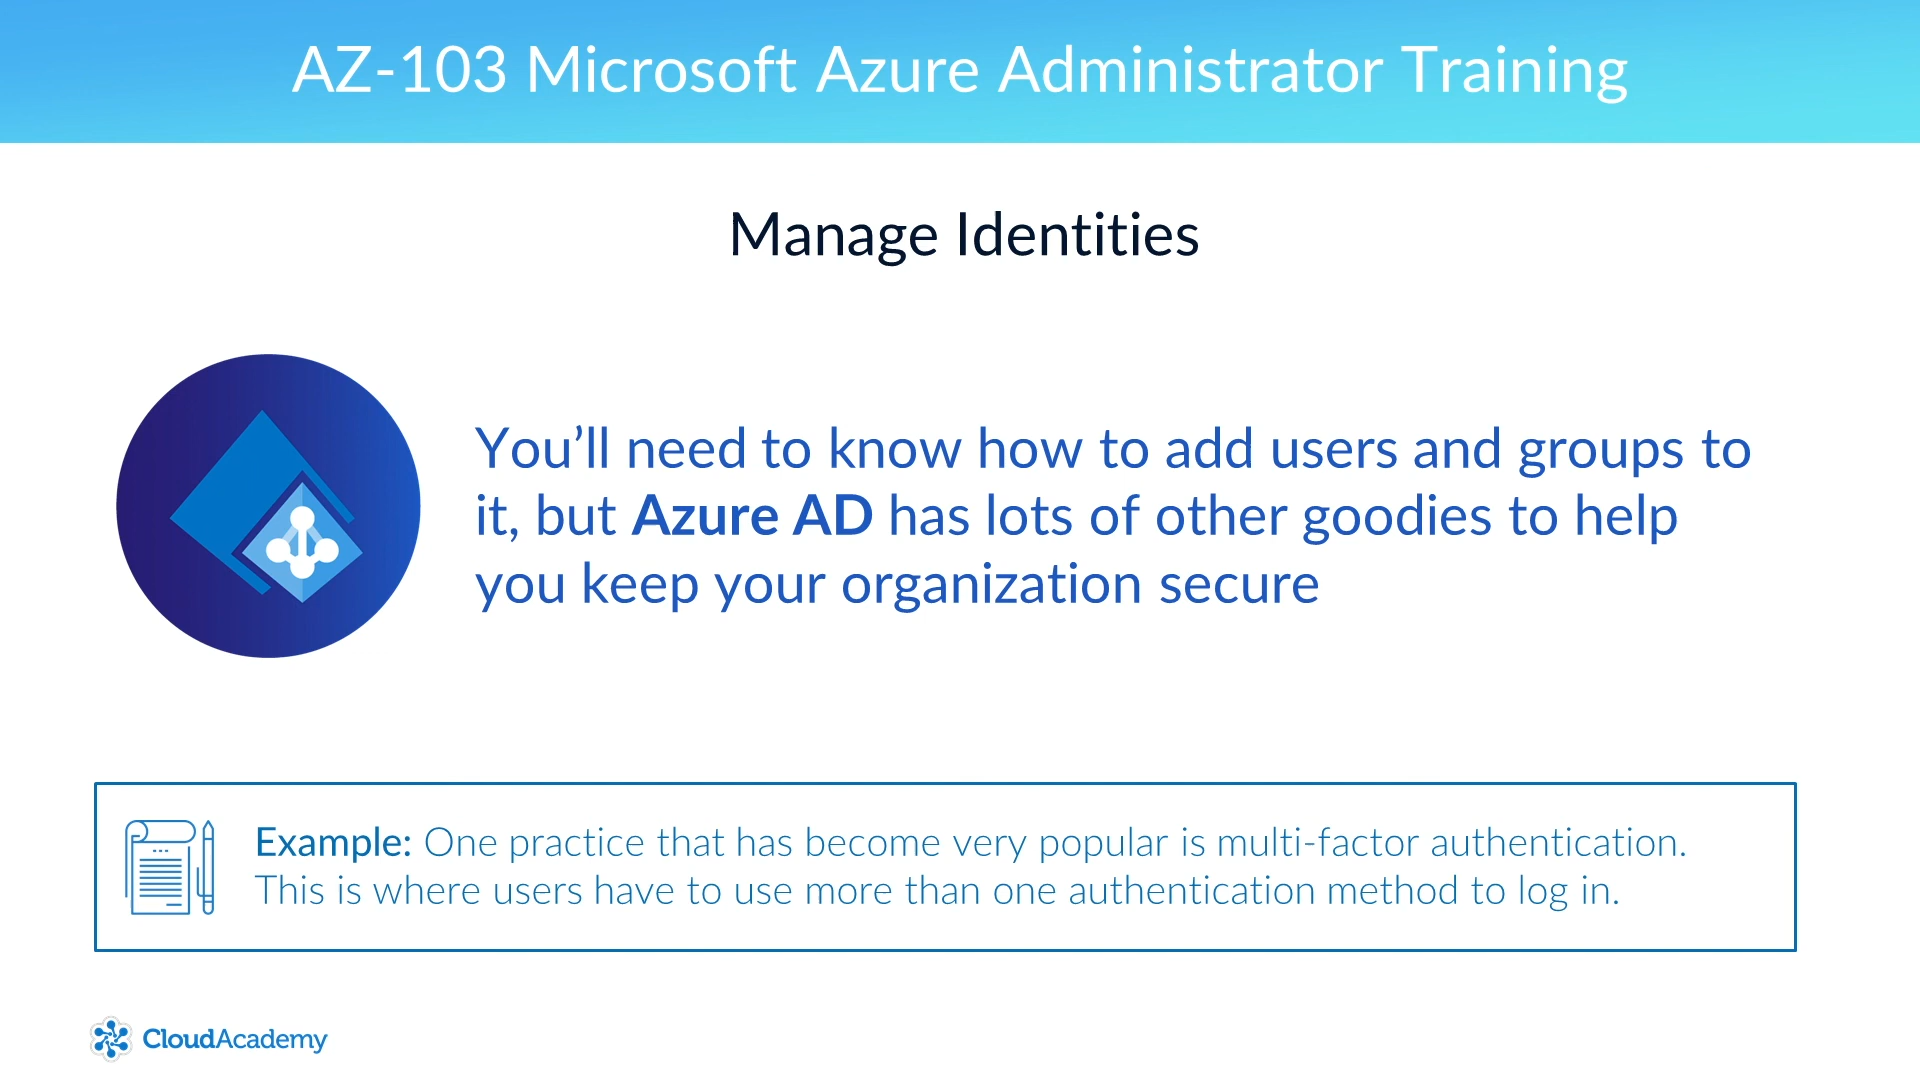 AZ-103 Microsoft Azure Administrator Training
Manage Identities
You’ll need to know how to add users and groups to
it, but Azure AD has lots of other goodies to help
you keep your organization secure
Example: One practice that has become very popular is multi-factor authentication.
This is where users have to use more than one authentication method to log in.
CloudAcademy